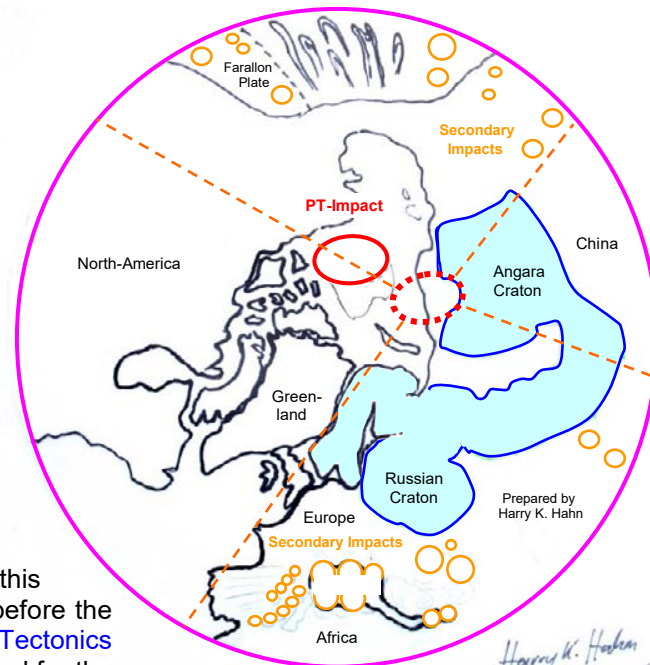 Farallon
Plate
Secondary
Impacts
PT-Impact
China
North-America
Angara
Craton
Green-
land
Russian
Craton
Prepared by
Harry K. Hahn
Europe
Secondary Impacts
this
before the
Tectonics
Africa
Harry K. Hahn